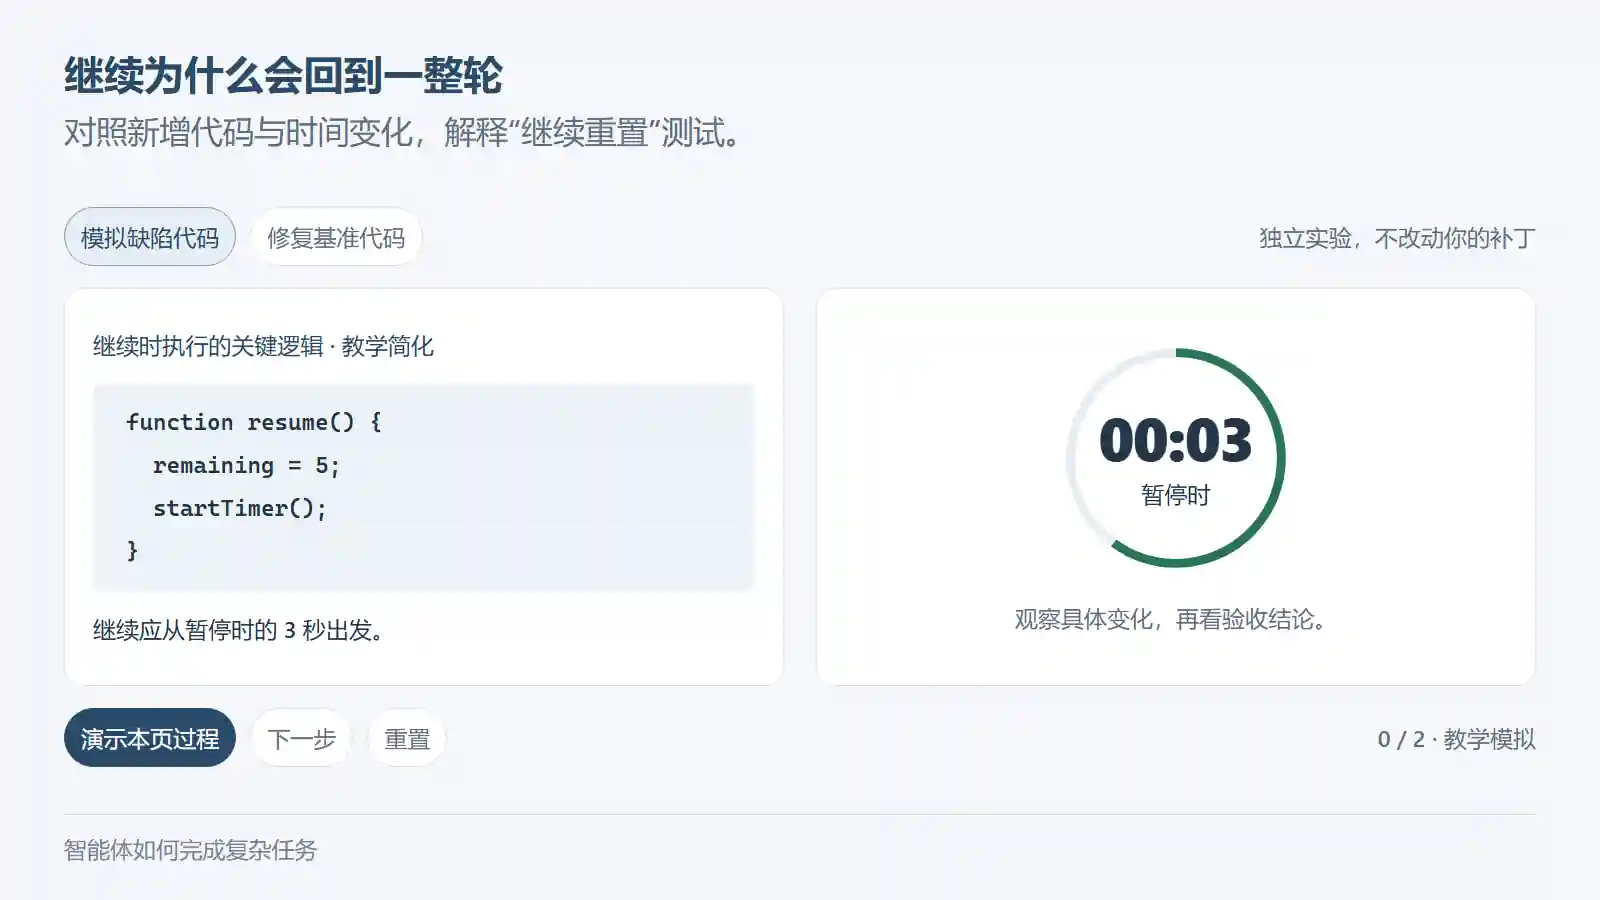 继续为什么会回到一整轮
对照新增代码与时间变化，解释“继续重置”测试。
模拟缺陷代码
修复基准代码
独立实验，不改动你的补丁
继续时执行的关键逻辑 · 教学简化
function resume() {
  remaining = 5;
  startTimer();
}
继续应从暂停时的 3 秒出发。
00:03
暂停时
观察具体变化，再看验收结论。
演示本页过程
下一步
重置
0 / 2 · 教学模拟
智能体如何完成复杂任务